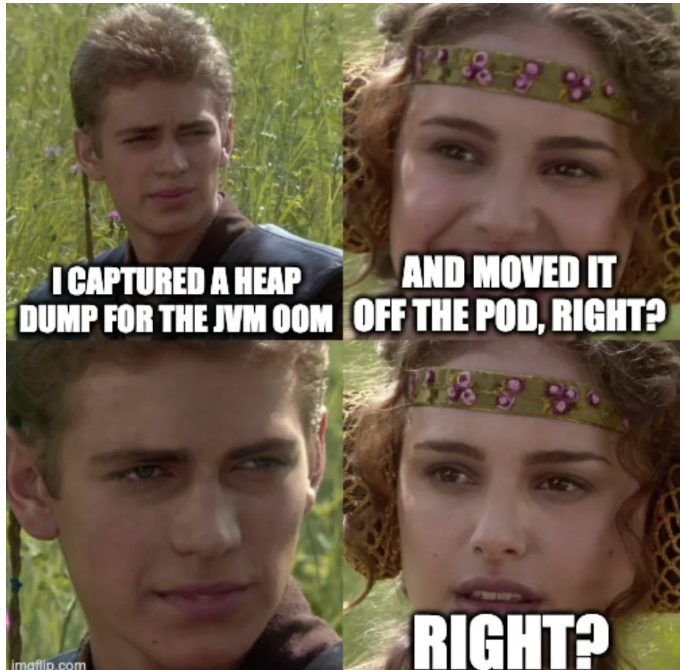 I CAPTURED A HEAP
DUMP FOR THE JVM OOM
AND MOVED IT
OFF THE POD, RIGHT?
RIGHT?
imgflip.com